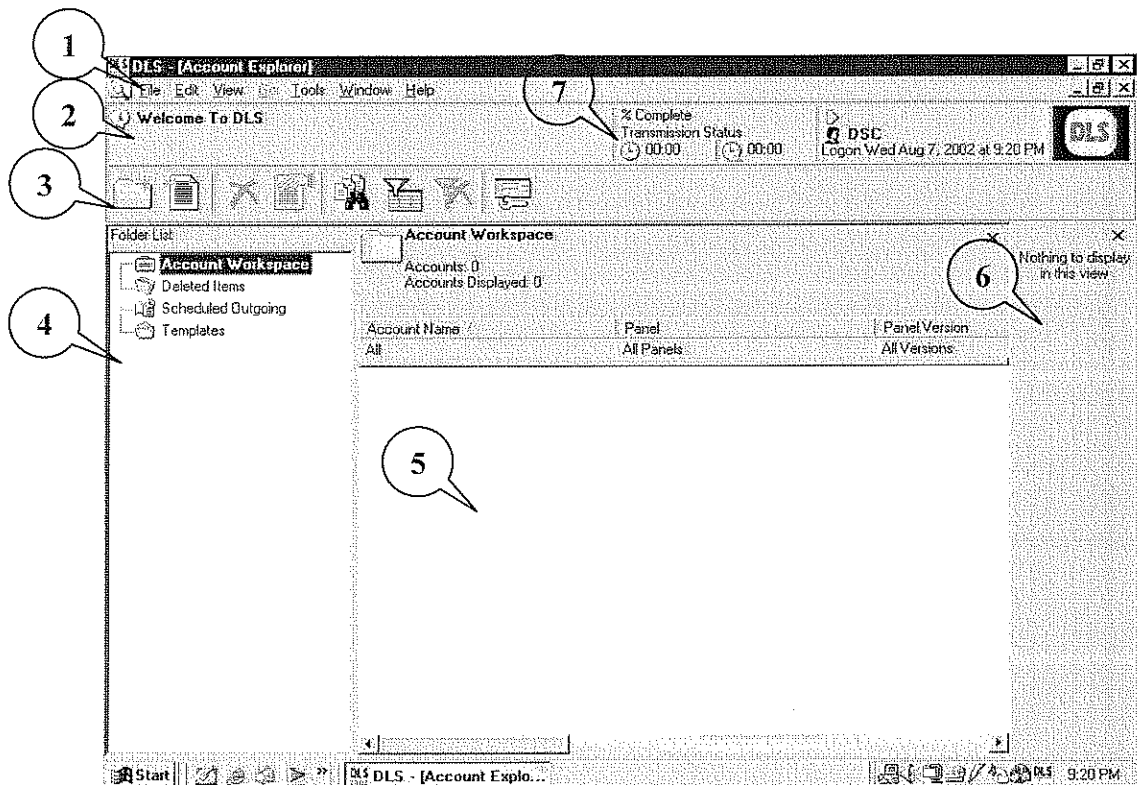 1
DLS - [Account Explorer]
File Edit View Go Tools Window Help
2
7
Welcome To DLS
% Complete
Transmission Status
00:00 00:00
DSC
Logon Wed Aug 7, 2002 at 9:20 PM
DLS
3
Folder List
Account Workspace
Deleted Items
Scheduled Outgoing
Templates
4
Account Workspace
Accounts: 0
Accounts Displayed: 0
6
Nothing to display
in this view
Account Name / Panel Panel Version
All All Panels All Versions
5
Start
DLS - [Account Explo...
DLS 9:20 PM